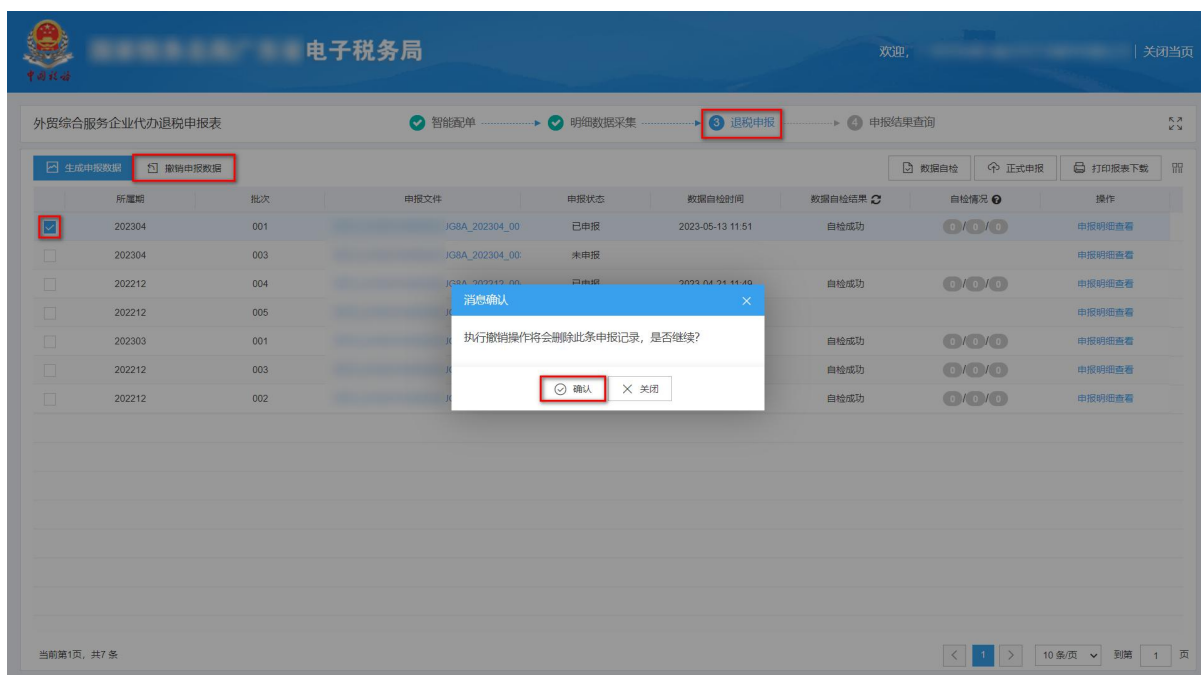 电子税务局
欢迎,
关闭当页
中国税务
外贸综合服务企业代办退税申报表
智能配单
明细数据采集
3 退税申报
4 申报结果查询
生成申报数据 撤销申报数据 数据自检 正式申报 打印报表下载
所属期 批次 申报文件 申报状态 数据自检时间 数据自检结果 自检情况 操作
202304 001 JG8A_202304_00 已申报 2023-05-13 11:51 自检成功 0 / 0 / 0 申报明细查看
202304 003 JG8A_202304_00 未申报 申报明细查看
202212 004 JG8A_202212_00 已申报 2023-04-21 11:49 自检成功 0 / 0 / 0 申报明细查看
消息确认
202212 005 申报明细查看
执行撤销操作将会删除此条申报记录，是否继续？
202303 001 自检成功 0 / 0 / 0 申报明细查看
202212 003 自检成功 0 / 0 / 0 申报明细查看
确认 关闭
202212 002 自检成功 0 / 0 / 0 申报明细查看
当前第1页，共7条
1 10 条/页 到第 1 页